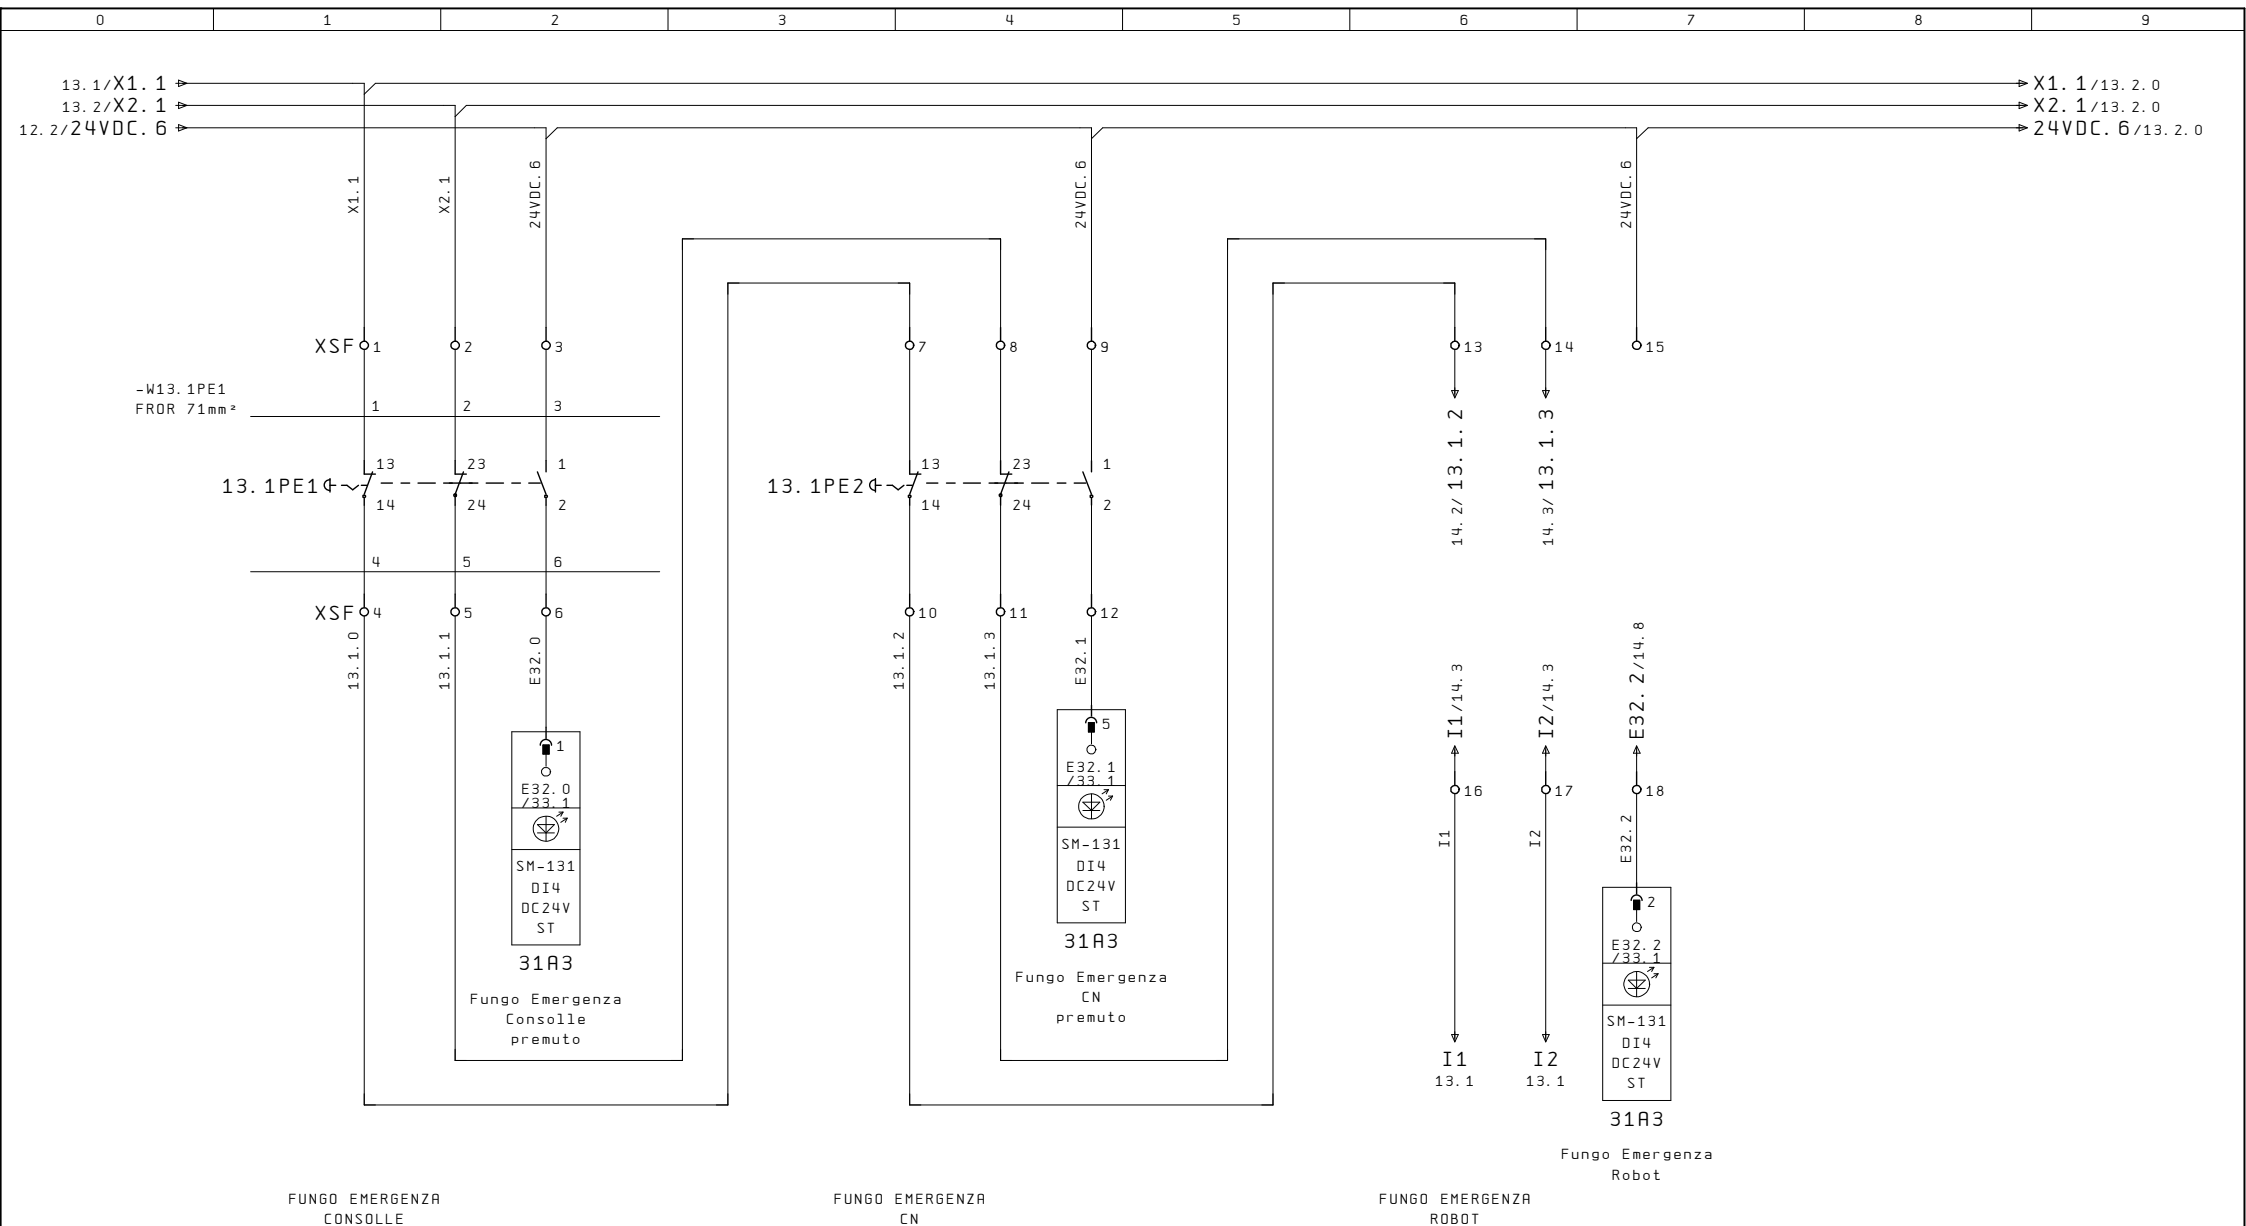 0 1 2 3 4 5 6 7 8 9
13.1/X1.1
X1.1/13.2.0
13.2/X2.1
X2.1/13.2.0
12.2/24VDC.6
24VDC.6/13.2.0
X1.1
X2.1
24VDC.6
24VDC.6
24VDC.6
XSF 1 2 3 7 8 9 13 14 15
-W13.1PE1
FROR 71mm²
1 2 3
14.2/13.1.2
14.3/13.1.3
13 23 1
13.1PE1
14 24 2
13 23 1
13.1PE2
14 24 2
4 5 6
XSF 4 5 6 10 11 12
13.1.0
13.1.1
E32.0
13.1.2
13.1.3
E32.1
I1/14.3
I2/14.3
E32.2/14.8
16 17 18
I1
I2
E32.2
1
E32.0
/33.1
SM-131
DI4
DC24V
ST
31A3
Fungo Emergenza
Consolle
premuto
5
E32.1
/33.1
SM-131
DI4
DC24V
ST
31A3
Fungo Emergenza
CN
premuto
I1
13.1
I2
13.1
2
E32.2
/33.1
SM-131
DI4
DC24V
ST
31A3
Fungo Emergenza
Robot
FUNGO EMERGENZA
CONSOLLE
FUNGO EMERGENZA
CN
FUNGO EMERGENZA
ROBOT